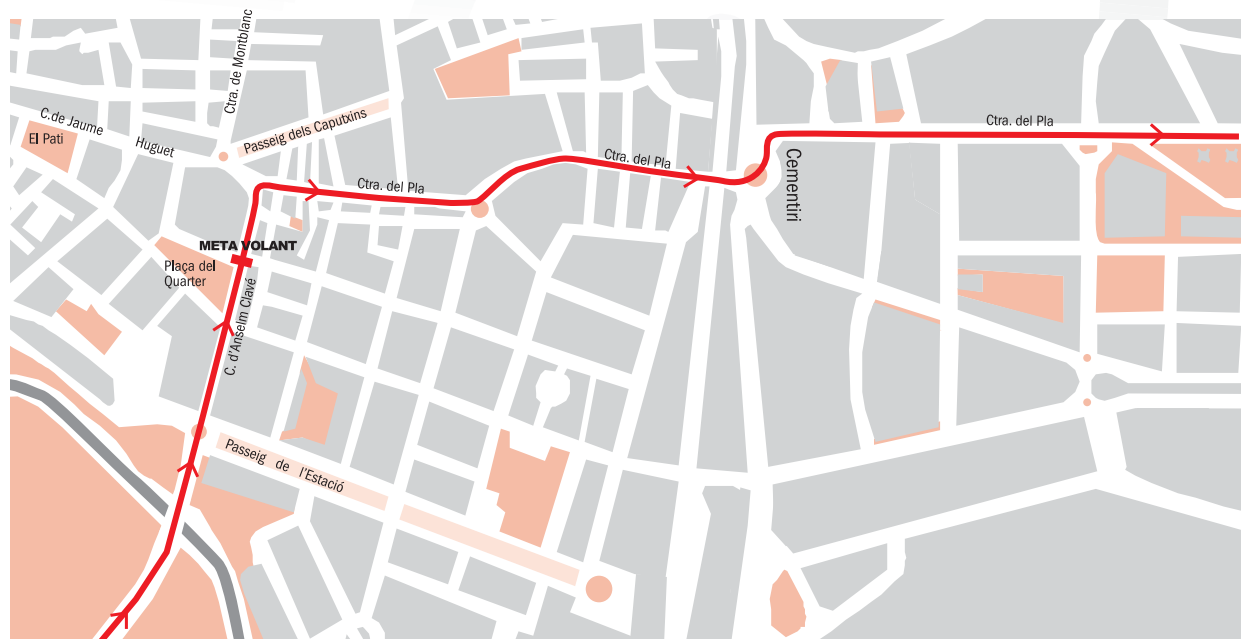 Ctra. de Montblanc
C.de Jaume
Huguet
El Pati
Passeig dels Caputxins
Ctra. del Pla
Ctra. del Pla
Ctra. del Pla
Cementiri
META VOLANT
Plaça del
Quarter
C. d'Anselm Clavé
Passeig de l'Estació